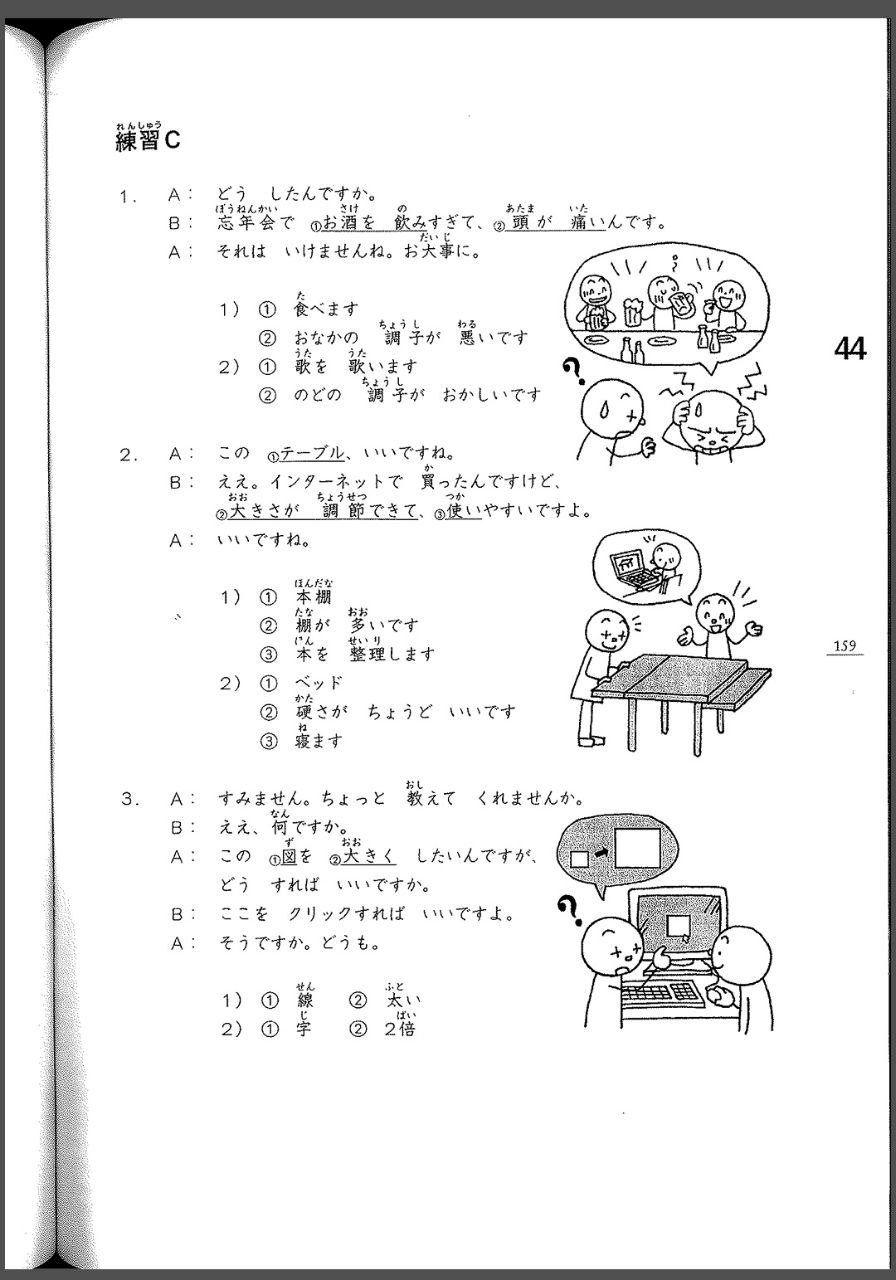 練習C
1. A：どう したんですか。
B：忘年会で ①お酒を 飲みすぎて、②頭が 痛いんです。
A：それは いけませんね。お大事に。
1) ① 食べます
② おなかの 調子が 悪いです
2) ① 歌を 歌います
② のどの 調子が おかしいです
44
2. A：この ①テーブル、いいですね。
B：ええ。インターネットで 買ったんですけど、
②大きさが 調節できて、③使いやすいですよ。
A：いいですね。
1) ① 本棚
② 棚が 多いです
③ 本を 整理します
2) ① ベッド
② 硬さが ちょうど いいです
③ 寝ます
159
3. A：すみません。ちょっと 教えて くれませんか。
B：ええ、何ですか。
A：この ①図を ②大きく したいんですが、
どう すれば いいですか。
B：ここを クリックすれば いいですよ。
A：そうですか。どうも。
1) ① 線 ② 太い
2) ① 字 ② 2倍